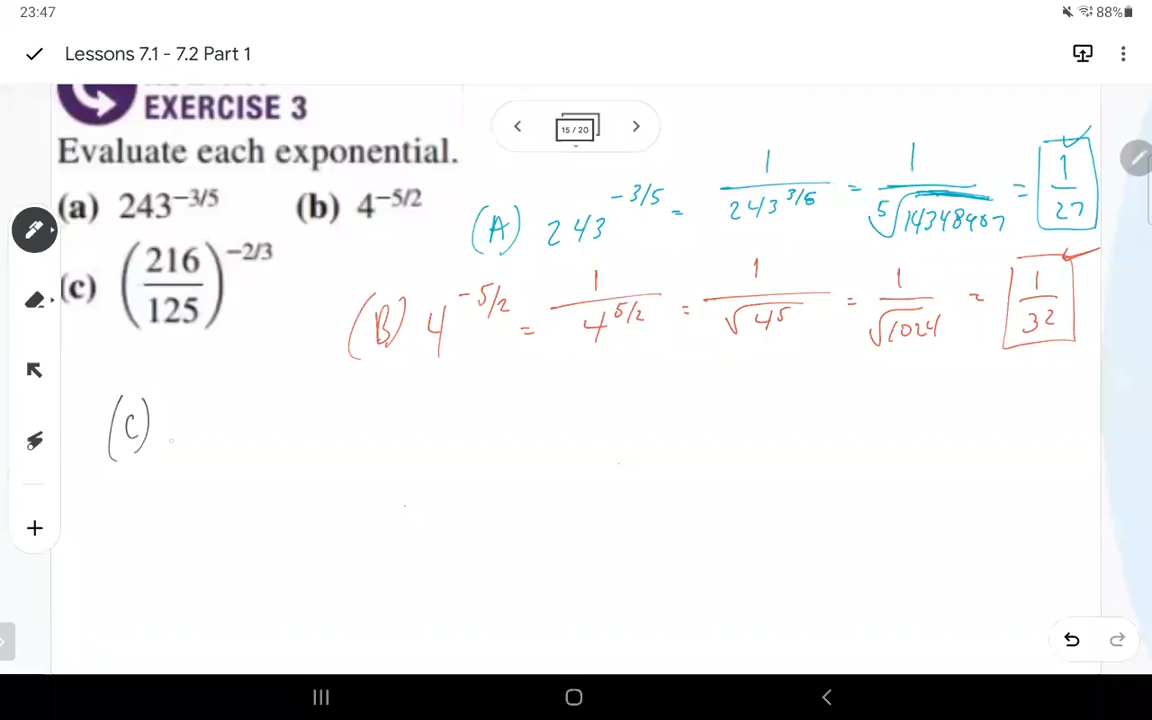 23:47
88%
Lessons 7.1 - 7.2 Part 1
EXERCISE 3
15 / 20
Evaluate each exponential.
(a) 243^{-3/5} (b) 4^{-5/2}
(c) (216/125)^{-2/3}
(A) 243^{-3/5} = 1/243^{3/5} = 1/⁵√14348907 = 1/27
(B) 4^{-5/2} = 1/4^{5/2} = 1/√4^5 = 1/√1024 = 1/32
(C)